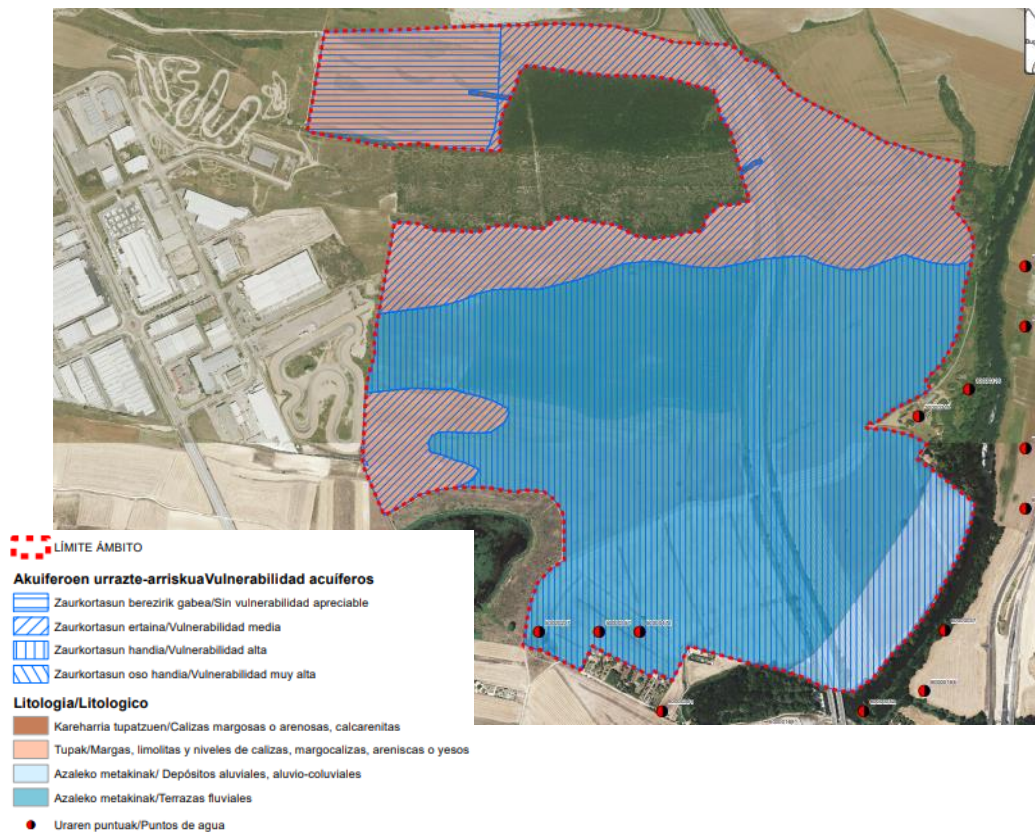 LÍMITE ÁMBITO
Akuiferoen urrazte-arriskuaVulnerabilidad acuíferos
Zaurkortasun berezirik gabea/Sin vulnerabilidad apreciable
Zaurkortasun ertaina/Vulnerabilidad media
Zaurkortasun handia/Vulnerabilidad alta
Zaurkortasun oso handia/Vulnerabilidad muy alta
Litologia/Litologico
Kareharria tupatzuen/Calizas margosas o arenosas, calcarenitas
Tupak/Margas, limolitas y niveles de calizas, margocalizas, areniscas o yesos
Azaleko metakinak/ Depósitos aluviales, aluvio-coluviales
Azaleko metakinak/Terrazas fluviales
Uraren puntuak/Puntos de agua